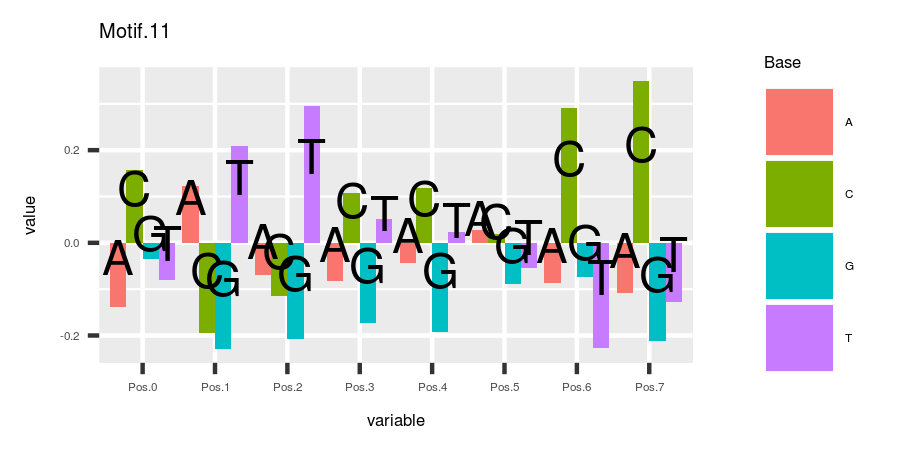 Motif.11
value
0.2
0.0
-0.2
A C G T A C G T A C G T A C G T A C G T A C G T A C G T A C G T
Pos.0 Pos.1 Pos.2 Pos.3 Pos.4 Pos.5 Pos.6 Pos.7
variable
Base
A
C
G
T